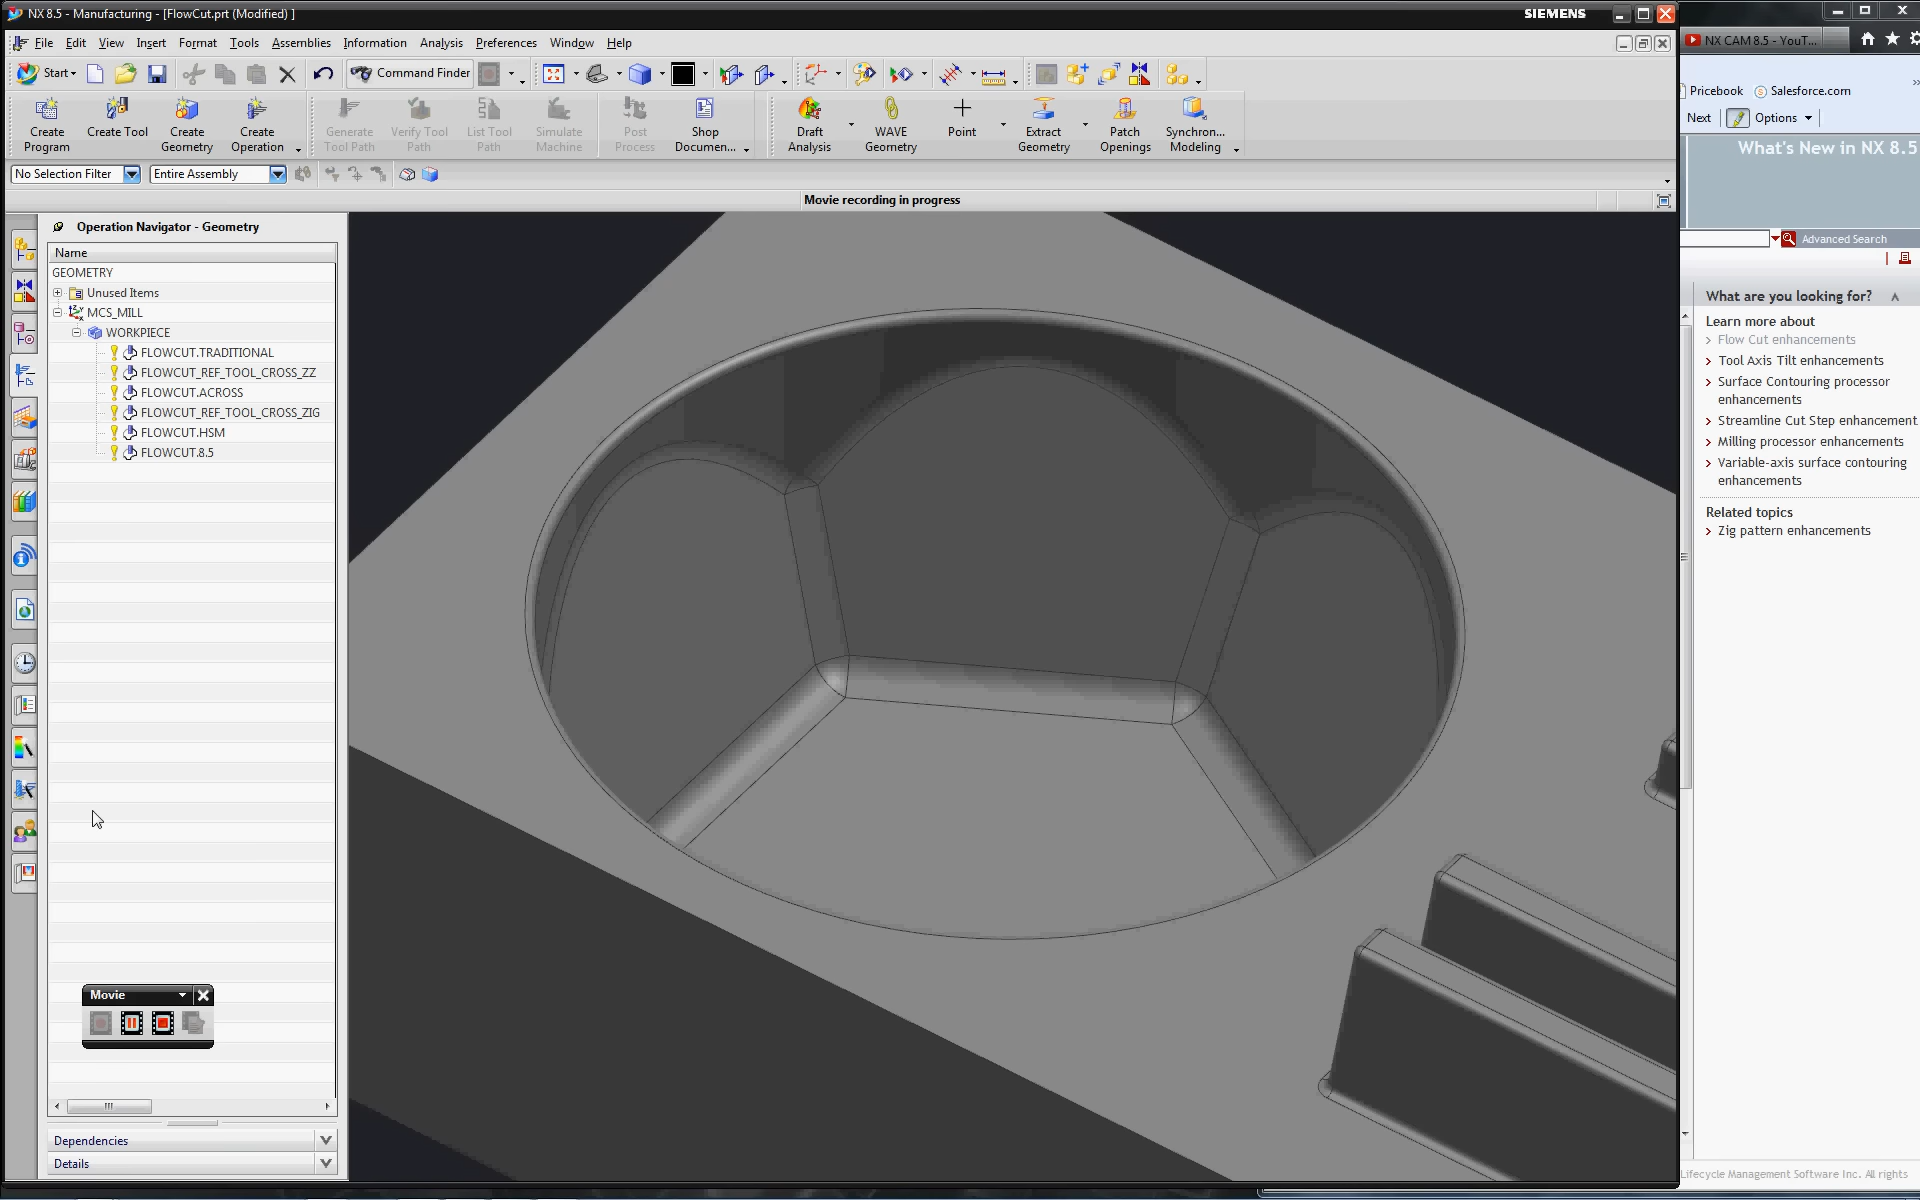 NX 8.5 - Manufacturing - [FlowCut.prt (Modified) ]
SIEMENS
File Edit View Insert Format Tools Assemblies Information Analysis Preferences Window Help
Start
Command Finder
Create Program
Create Tool
Create Geometry
Create Operation
Generate Tool Path
Verify Tool Path
List Tool Path
Simulate Machine
Post Process
Shop Documen...
Draft Analysis
WAVE Geometry
Point
Extract Geometry
Patch Openings
Synchron... Modeling
No Selection Filter
Entire Assembly
Movie recording in progress
Operation Navigator - Geometry
Name
GEOMETRY
Unused Items
MCS_MILL
WORKPIECE
FLOWCUT.TRADITIONAL
FLOWCUT_REF_TOOL_CROSS_ZZ
FLOWCUT.ACROSS
FLOWCUT_REF_TOOL_CROSS_ZIG
FLOWCUT.HSM
FLOWCUT.8.5
Movie
Dependencies
Details
NX CAM 8.5 - YouT...
Pricebook
Salesforce.com
Next
Options
What's New in NX 8.5
Advanced Search
What are you looking for?
Learn more about
Flow Cut enhancements
Tool Axis Tilt enhancements
Surface Contouring processor
enhancements
Streamline Cut Step enhancement
Milling processor enhancements
Variable-axis surface contouring
enhancements
Related topics
Zig pattern enhancements
Lifecycle Management Software Inc. All rights